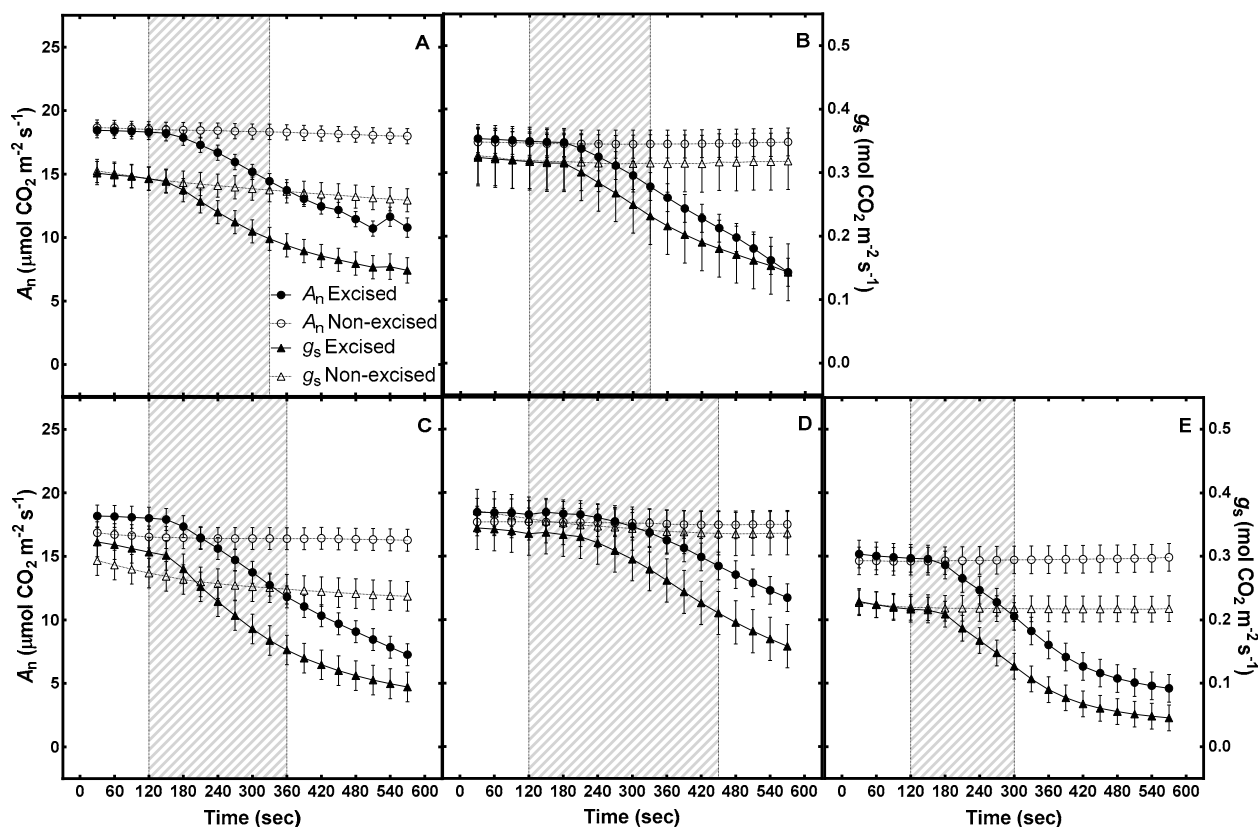 A
B
25
20
15
10
5
0
Aₙ (μmol CO₂ m⁻² s⁻¹)
0.5
0.4
0.3
0.2
0.1
0.0
gₛ (mol CO₂ m⁻² s⁻¹)
Aₙ Excised
Aₙ Non-excised
gₛ Excised
gₛ Non-excised
C
D
E
25
20
15
10
5
0
Aₙ (μmol CO₂ m⁻² s⁻¹)
0.5
0.4
0.3
0.2
0.1
0.0
gₛ (mol CO₂ m⁻² s⁻¹)
0 60 120 180 240 300 360 420 480 540 600
0 60 120 180 240 300 360 420 480 540 600
0 60 120 180 240 300 360 420 480 540 600
Time (sec)
Time (sec)
Time (sec)